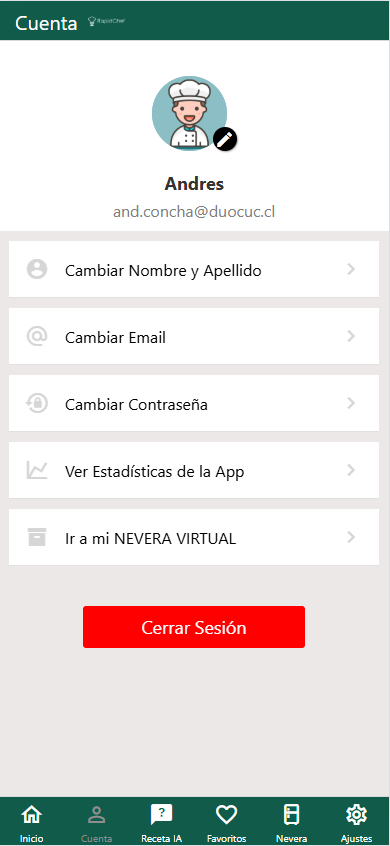 Cuenta RapidChef
Andres
and.concha@duocuc.cl
Cambiar Nombre y Apellido
Cambiar Email
Cambiar Contraseña
Ver Estadísticas de la App
Ir a mi NEVERA VIRTUAL
Cerrar Sesión
Inicio Cuenta Receta IA Favoritos Nevera Ajustes